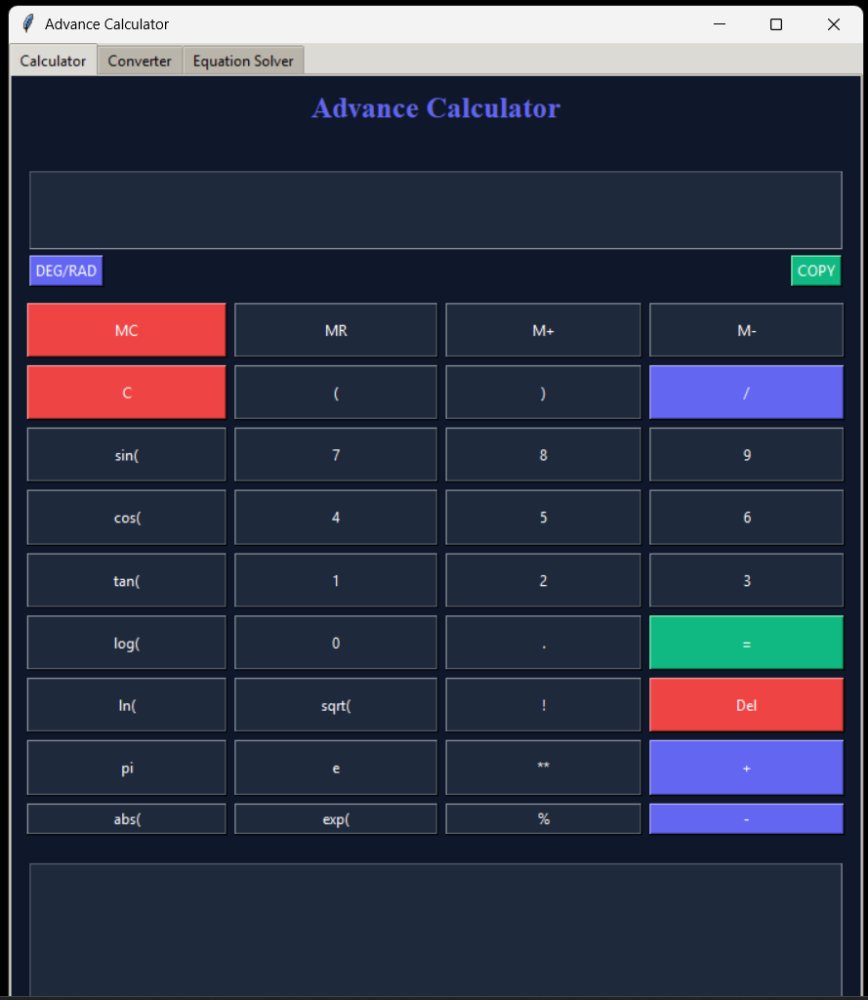 Advance Calculator
Calculator Converter Equation Solver
Advance Calculator
DEG/RAD COPY
MC MR M+ M-
C ( ) /
sin( 7 8 9
cos( 4 5 6
tan( 1 2 3
log( 0 . =
ln( sqrt( ! Del
pi e ** +
abs( exp( % -